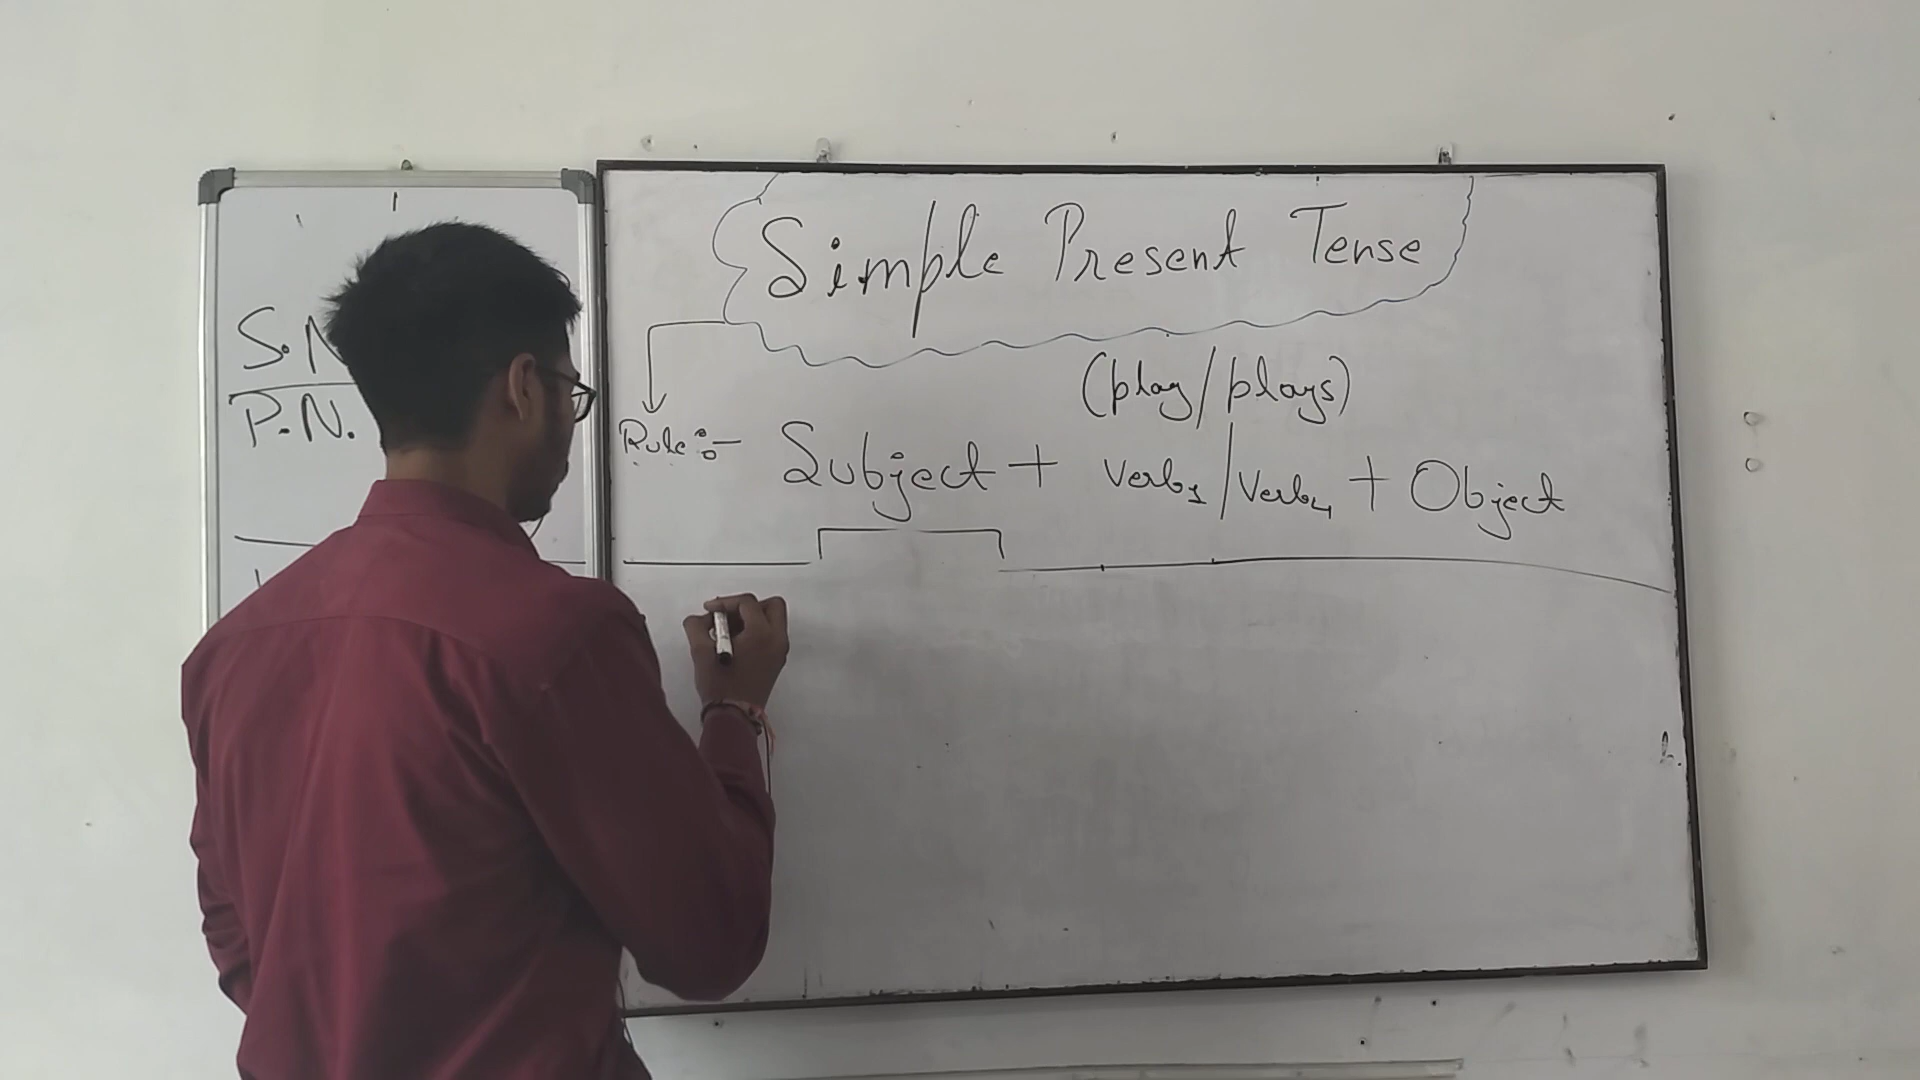 S.N
P.N.
Simple Present Tense
(play/plays)
Rule:- Subject + Verb1/Verb4 + Object